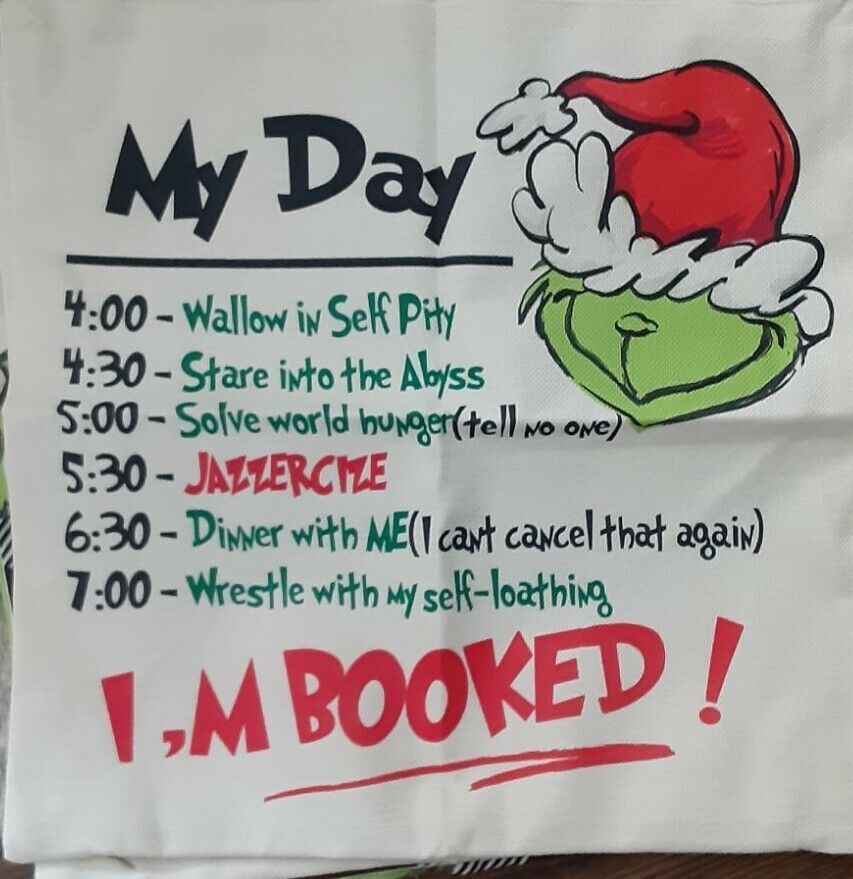 My Day
4:00 - Wallow in Self Pity
4:30 - Stare into the Abyss
5:00 - Solve world hunger(tell no one)
5:30 - JAZZERCIZE
6:30 - Dinner with ME(I cant cancel that again)
7:00 - Wrestle with my self-loathing
I,M BOOKED!